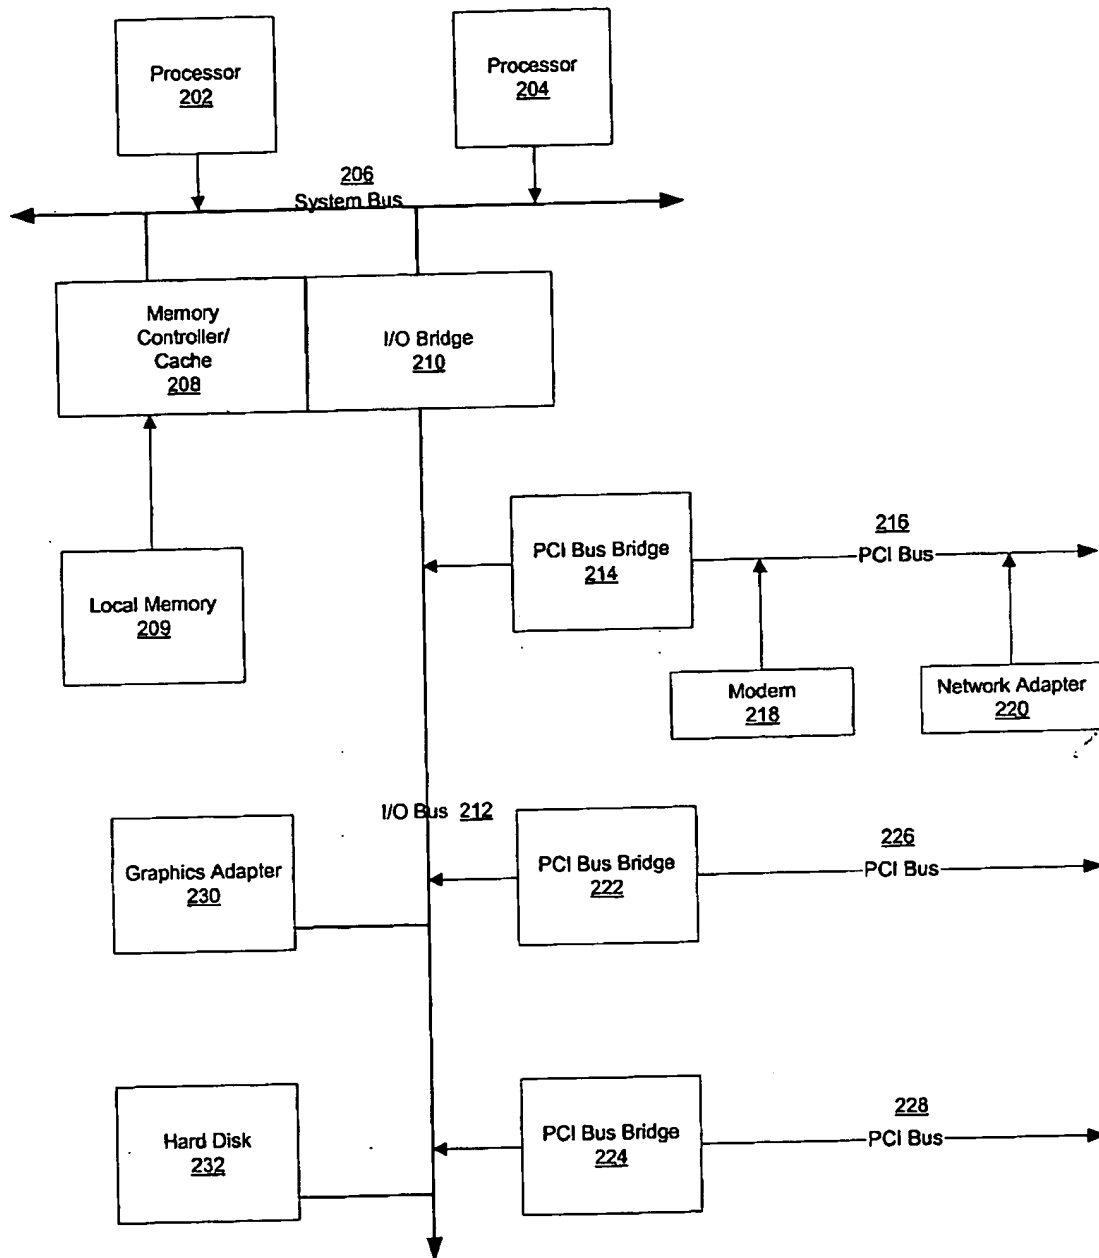 Processor
202
Processor
204
206
System Bus
Memory
Controller/
Cache
208
I/O Bridge
210
PCI Bus Bridge
214
216
PCI Bus
Local Memory
209
Modem
218
Network Adapter
220
I/O Bus 212
Graphics Adapter
230
PCI Bus Bridge
222
226
PCI Bus
Hard Disk
232
PCI Bus Bridge
224
228
PCI Bus